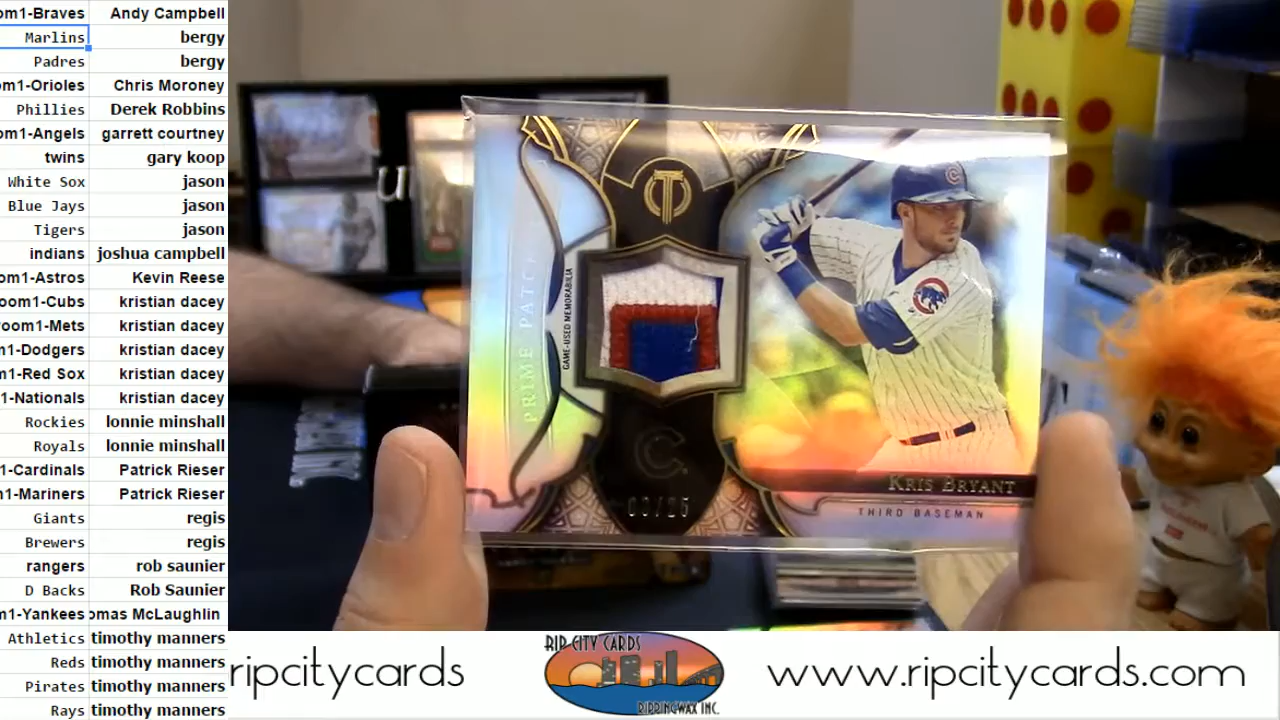 om1-Braves Andy Campbell
Marlins bergy
Padres bergy
om1-Orioles Chris Moroney
Phillies Derek Robbins
om1-Angels garrett courtney
twins gary koop
White Sox jason
Blue Jays jason
Tigers jason
indians joshua campbell
om1-Astros Kevin Reese
oom1-Cubs kristian dacey
oom1-Mets kristian dacey
m1-Dodgers kristian dacey
m1-Red Sox kristian dacey
1-Nationals kristian dacey
Rockies lonnie minshall
Royals lonnie minshall
1-Cardinals Patrick Rieser
m1-Mariners Patrick Rieser
Giants regis
Brewers regis
rangers rob saunier
D Backs Rob Saunier
m1-Yankees omas McLaughlin
Athletics timothy manners
Reds timothy manners
Pirates timothy manners
Rays timothy manners
u
T
PRIME PATCH
GAME-USED MEMORABILIA
C
C
KRIS BRYANT
THIRD BASEMAN
ripcitycards
RIP CITY CARDS
RIPPINGWAX INC.
www.ripcitycards.com